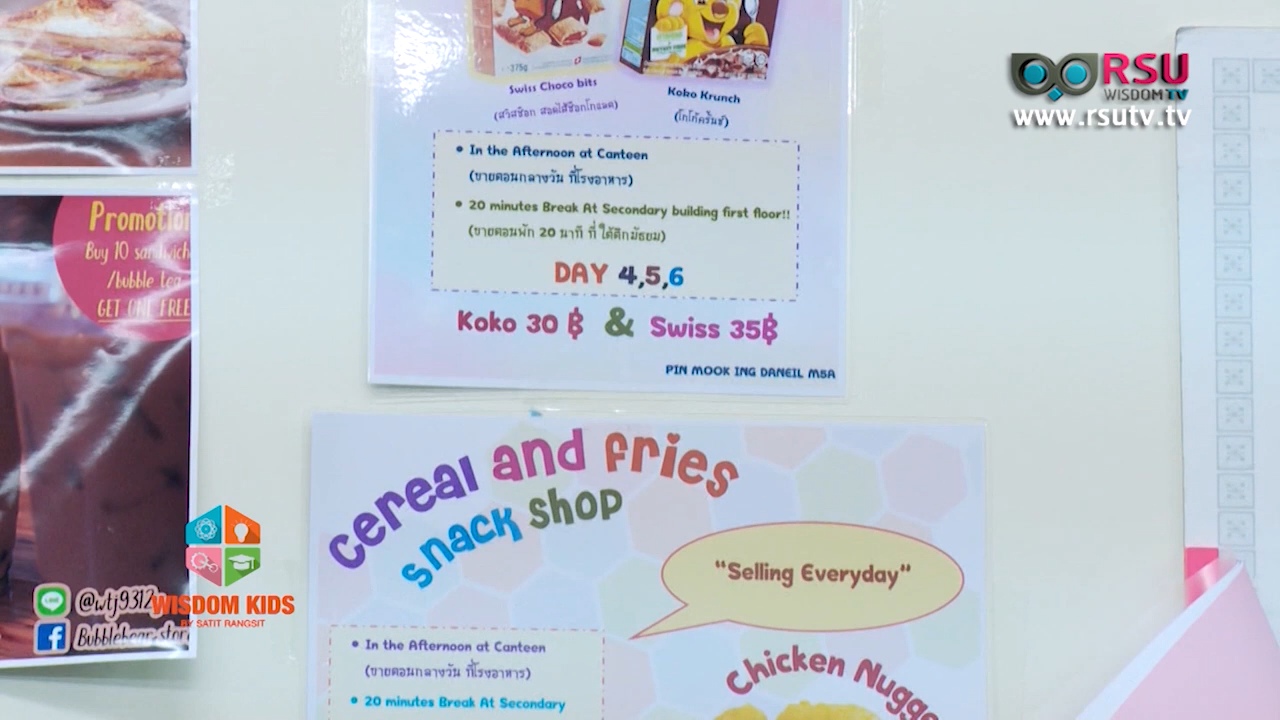 275g
Swiss Choco bits
(สวิสช็อก สอดไส้ช็อกโกแลต)
Koko Krunch
(โกโก้ครั้นช์)
• In the Afternoon at Canteen
(ขายตอนกลางวัน ที่โรงอาหาร)
• 20 minutes Break At Secondary building first floor!!
(ขายตอนพัก 20 นาที ที่ ใต้ตึกมัธยม)
DAY 4,5,6
Koko 30 ฿ & Swiss 35฿
PIN MOOK ING DANEIL M5A
RSU
WISDOM TV
www.rsutv.tv
Promotion
Buy 10 sandwich
/bubble tea
GET ONE FREE
@wtj9312
Bubblebear-stor
WISDOM KIDS
BY SATIT RANGSIT
cereal and fries
snack shop
"Selling Everyday"
• In the Afternoon at Canteen
(ขายตอนกลางวัน ที่โรงอาหาร)
• 20 minutes Break At Secondary
Chicken Nugge